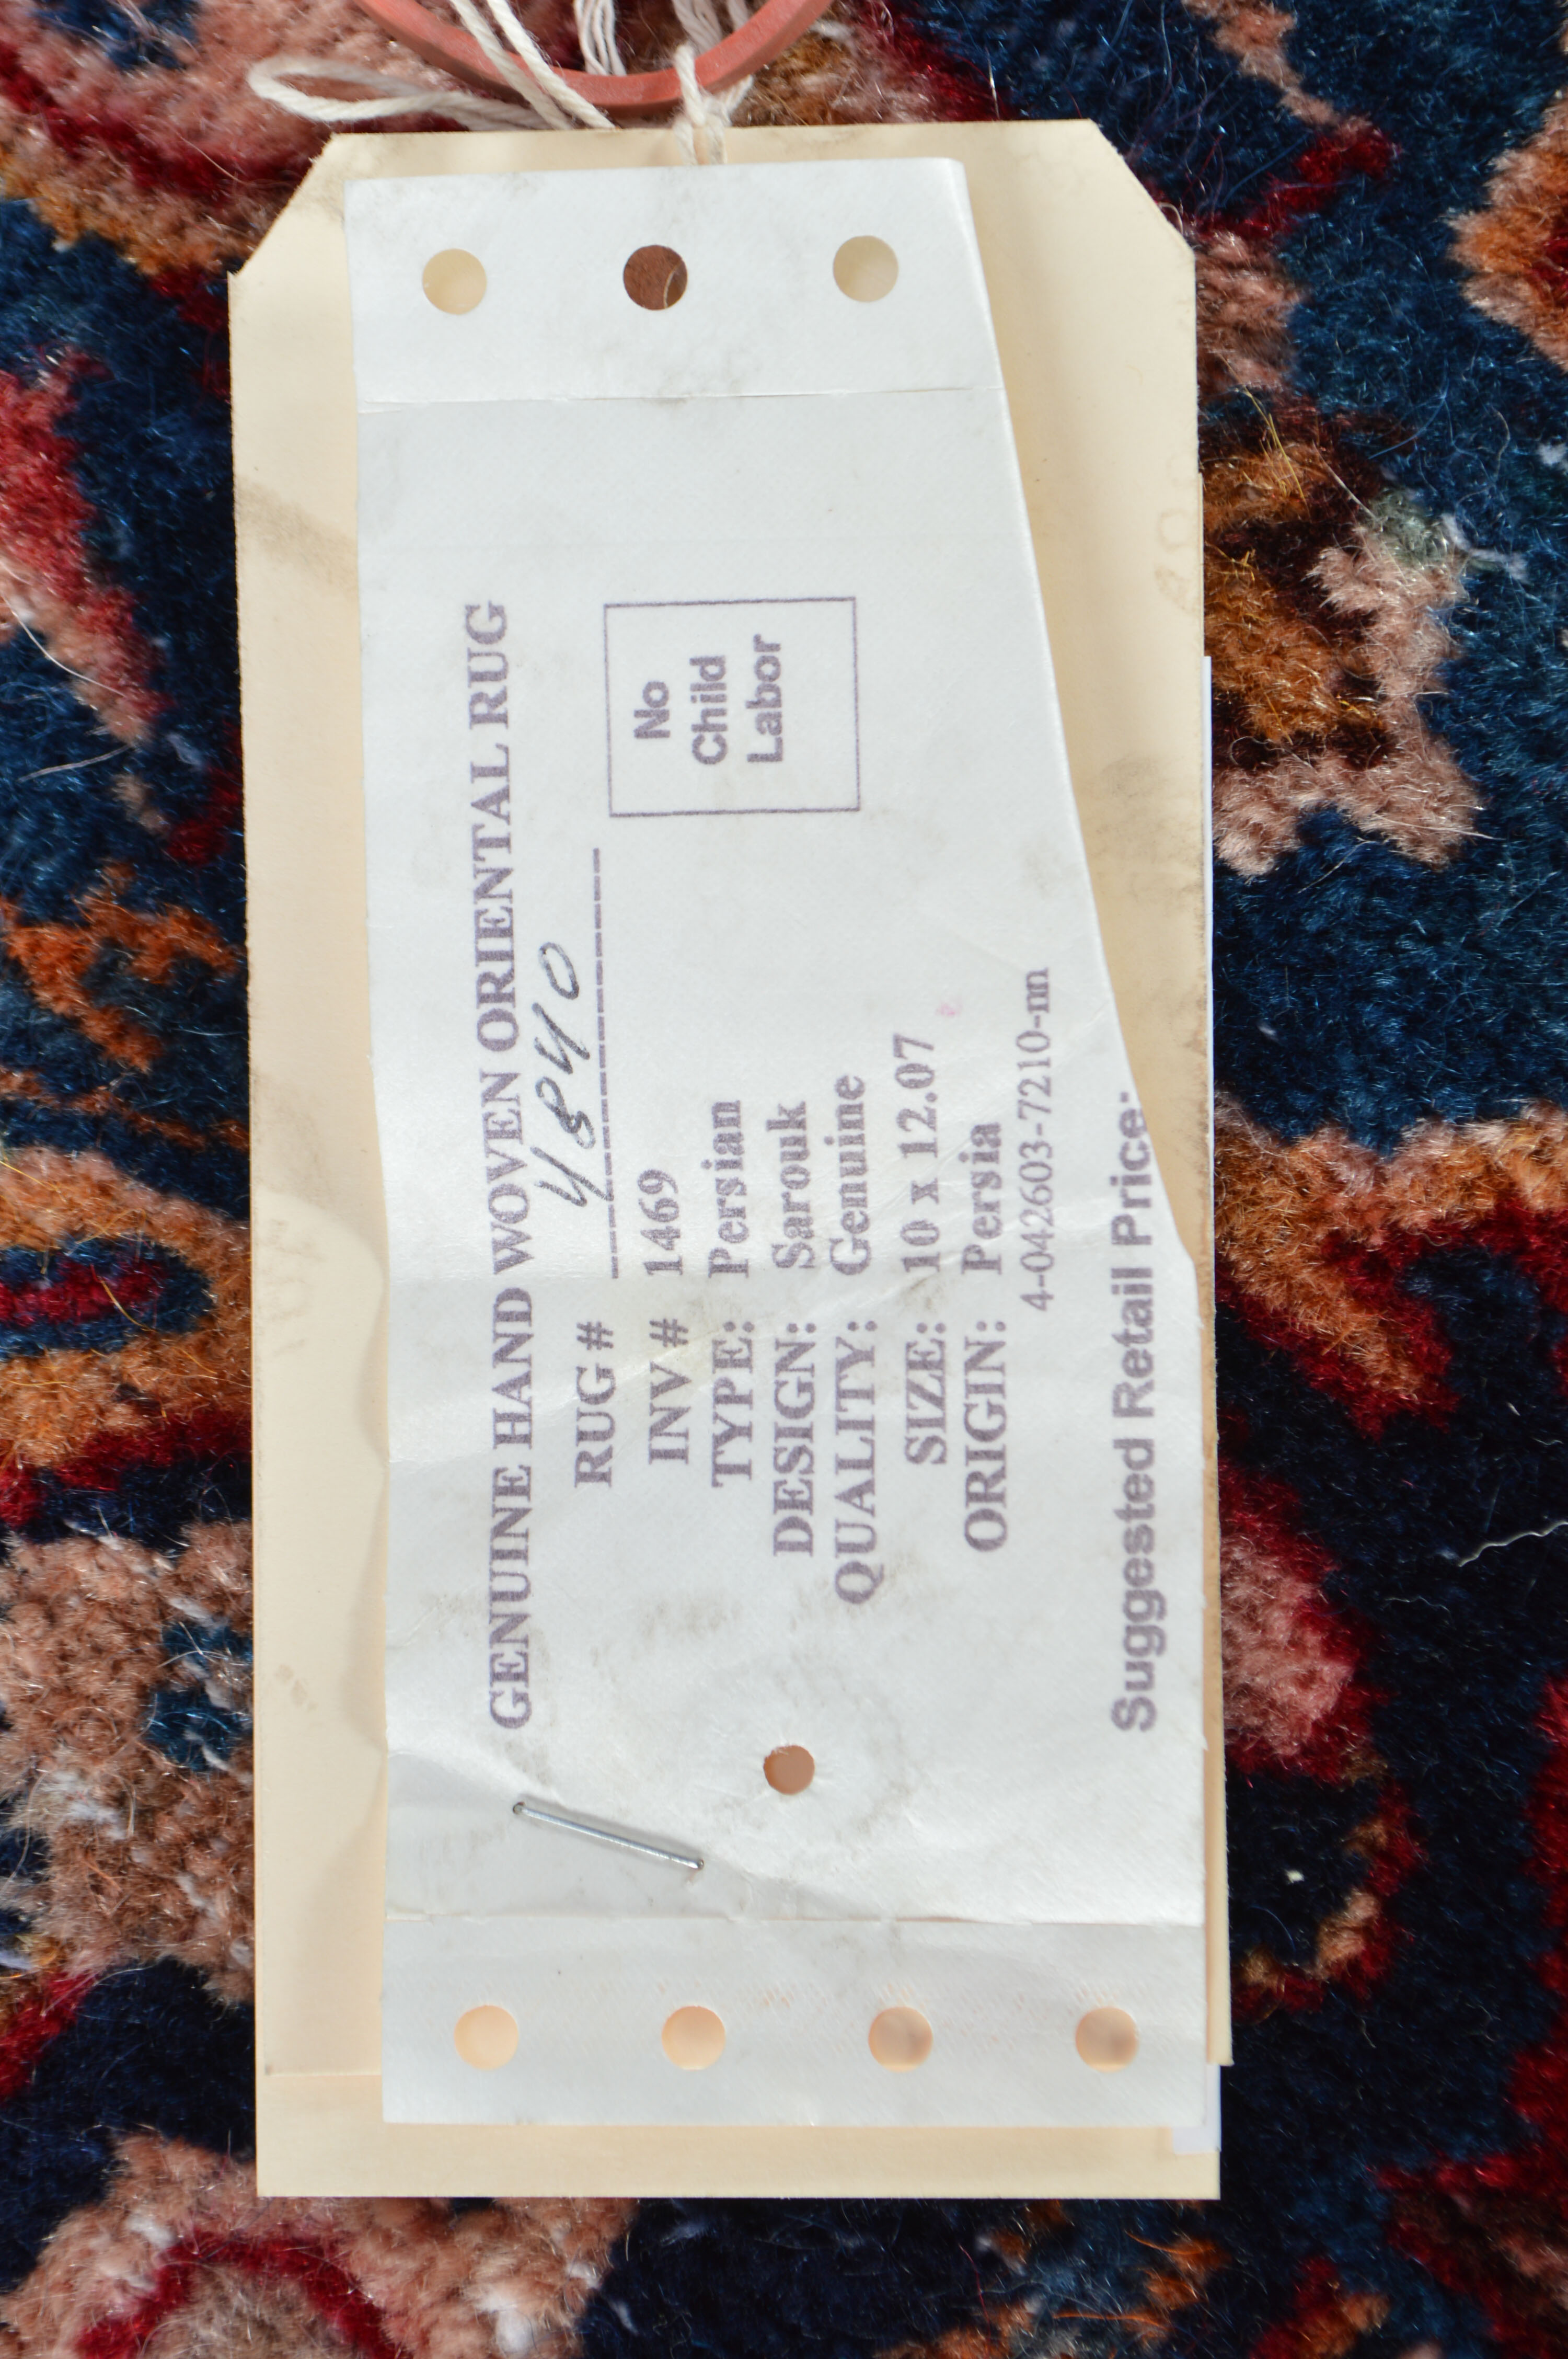 GENUINE HAND WOVEN ORIENTAL RUG
RUG # 4840
INV # 1469
TYPE: Persian
DESIGN: Sarouk
QUALITY: Genuine
SIZE: 10 x 12.07
ORIGIN: Persia
4-042603-7210-nn
Suggested Retail Price:
No
Child
Labor